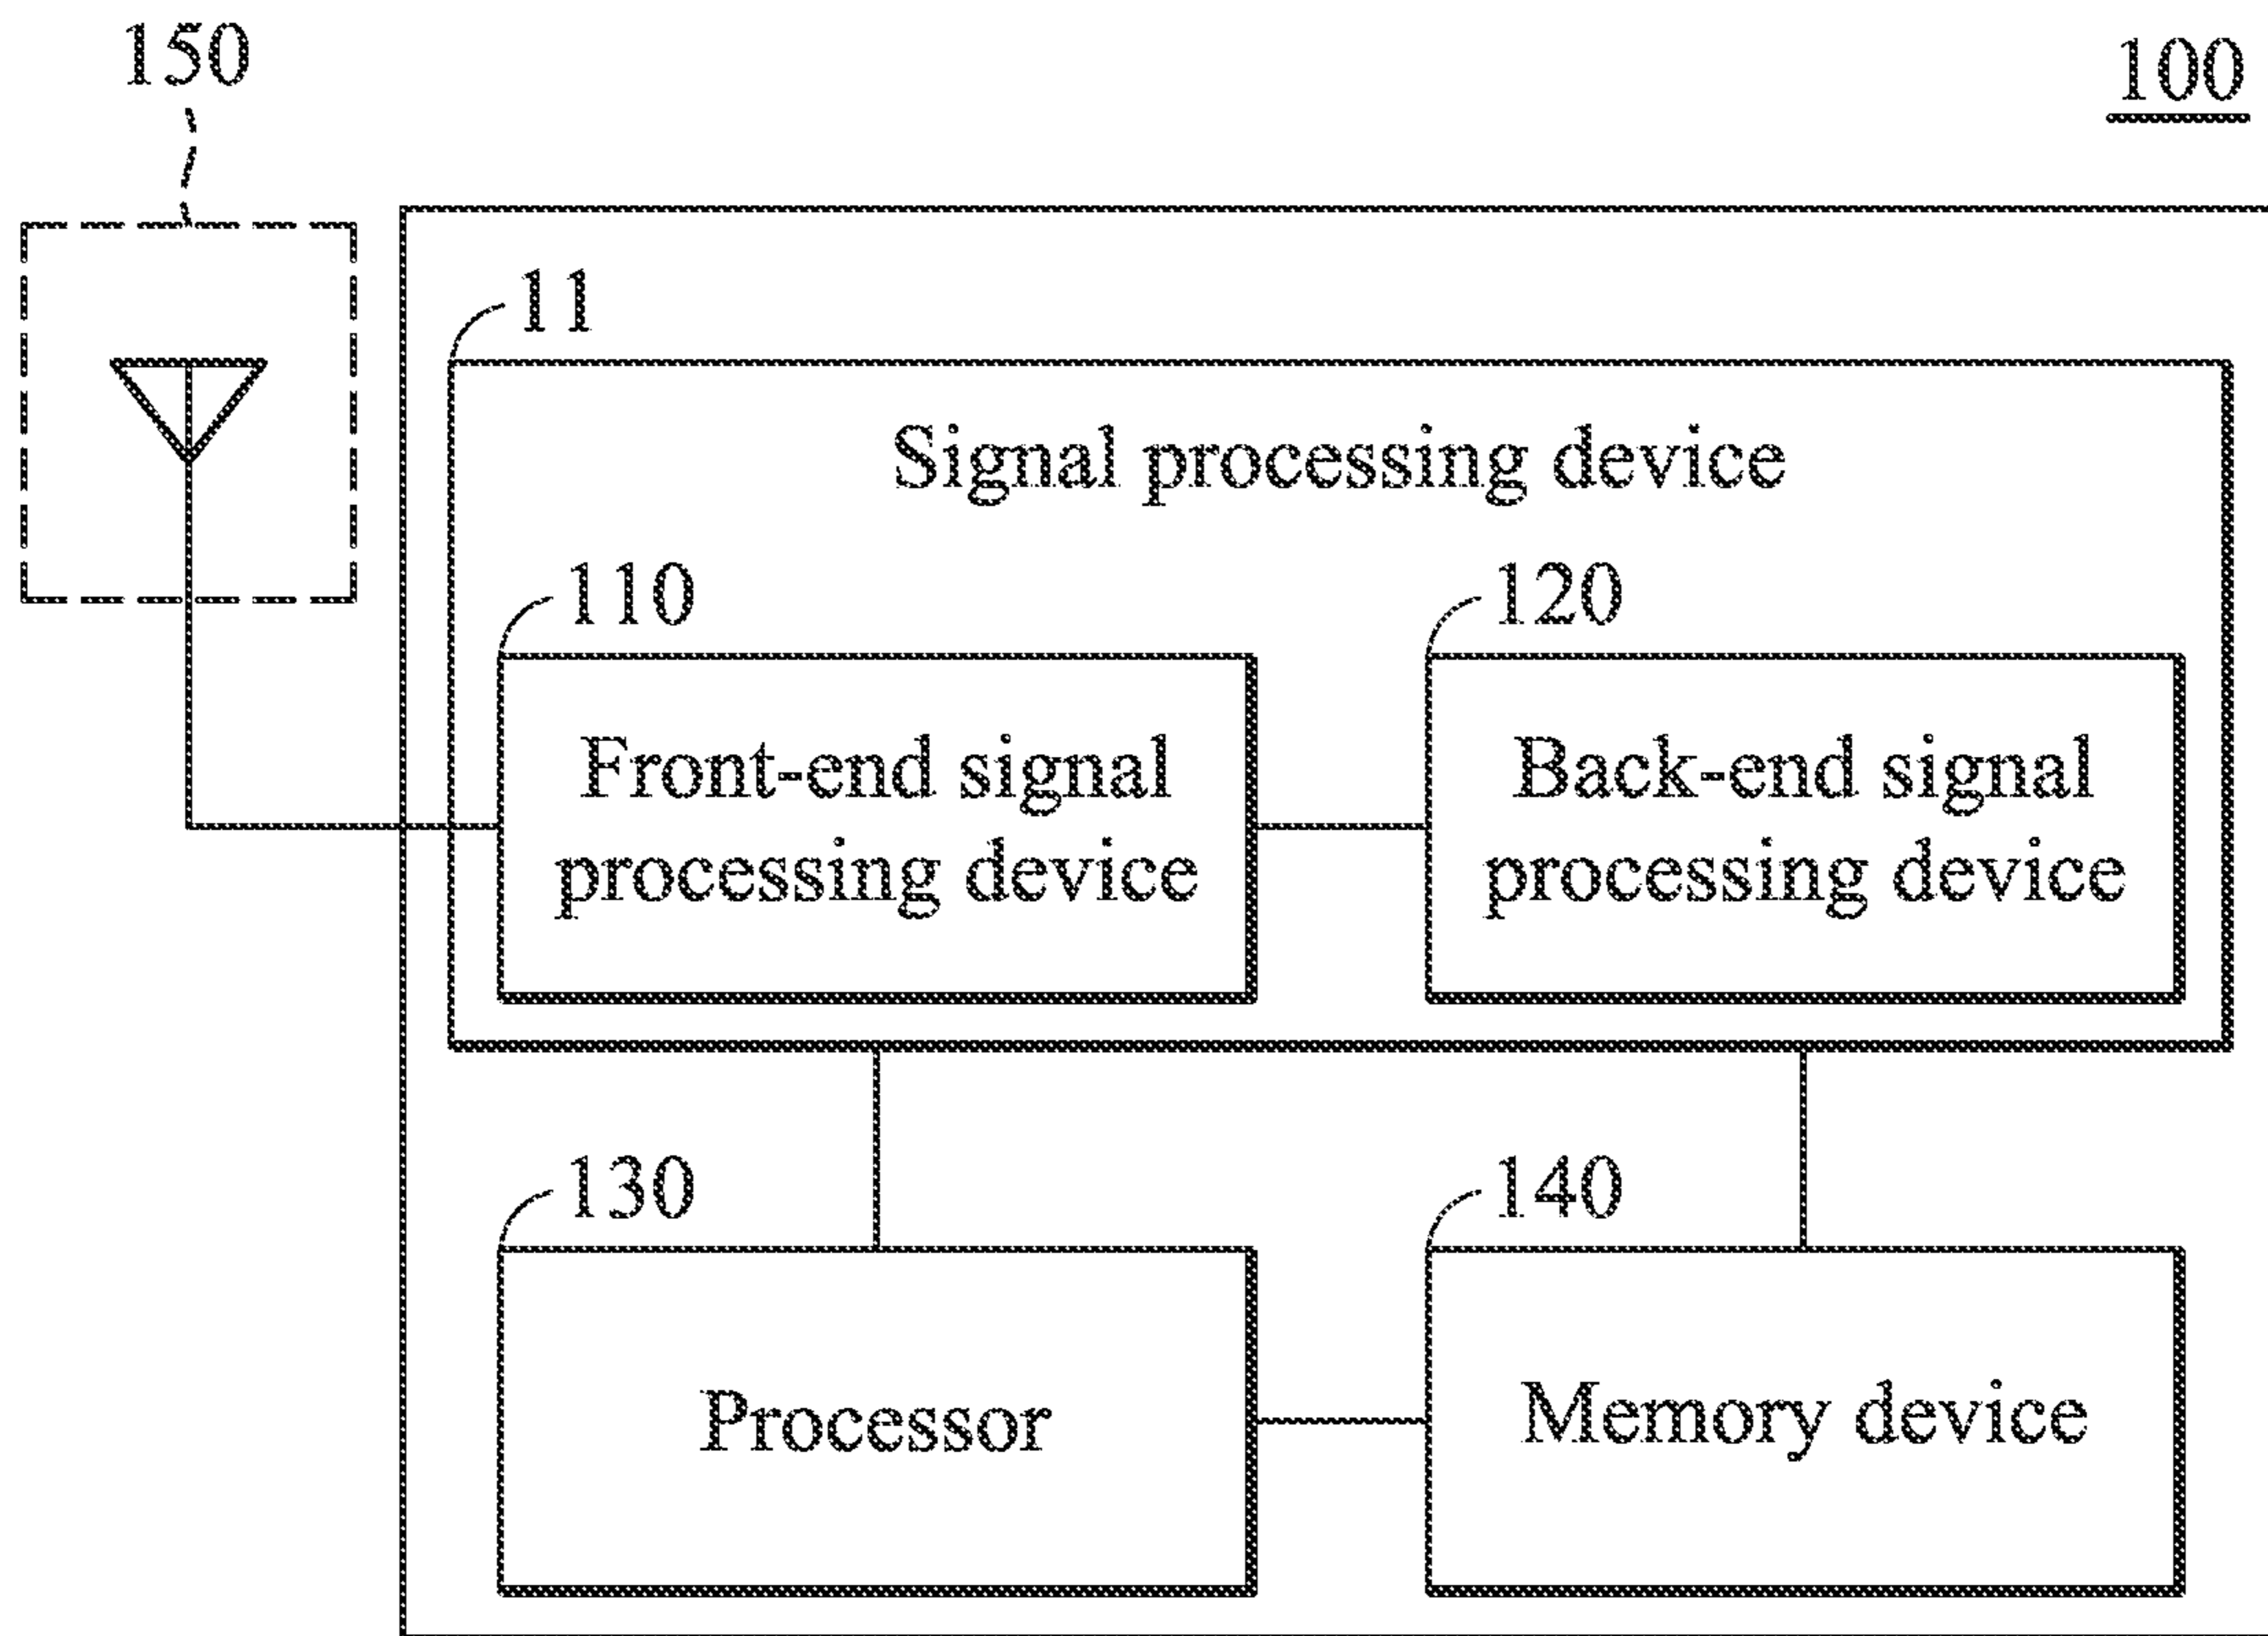 150
100
11
Signal processing device
110
120
Front-end signal
processing device
Back-end signal
processing device
130
140
Processor
Memory device